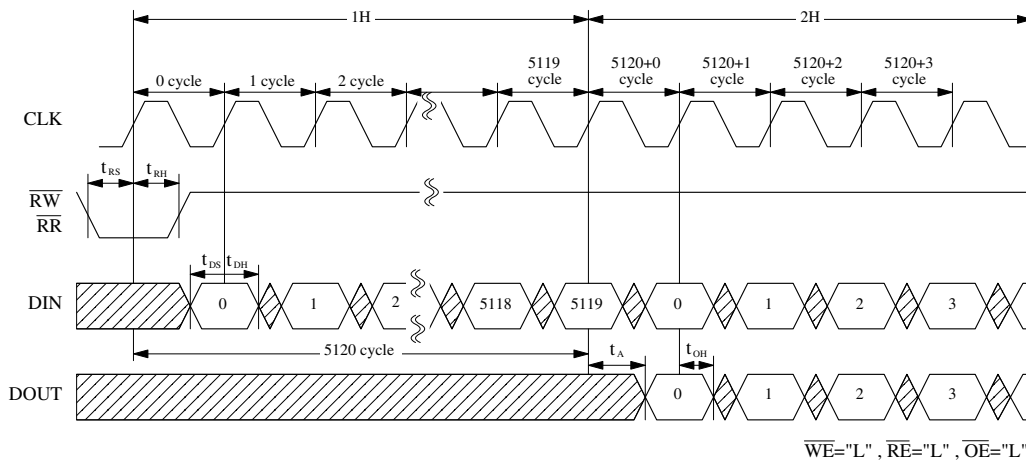 1H 2H
0 cycle 1 cycle 2 cycle 5119 cycle 5120+0 cycle 5120+1 cycle 5120+2 cycle 5120+3 cycle
CLK
tRS tRH
RW
RR
tDS tDH
DIN 0 1 2 5118 5119 0 1 2 3
5120 cycle tA tOH
DOUT 0 1 2 3
WE="L" , RE="L" , OE="L"